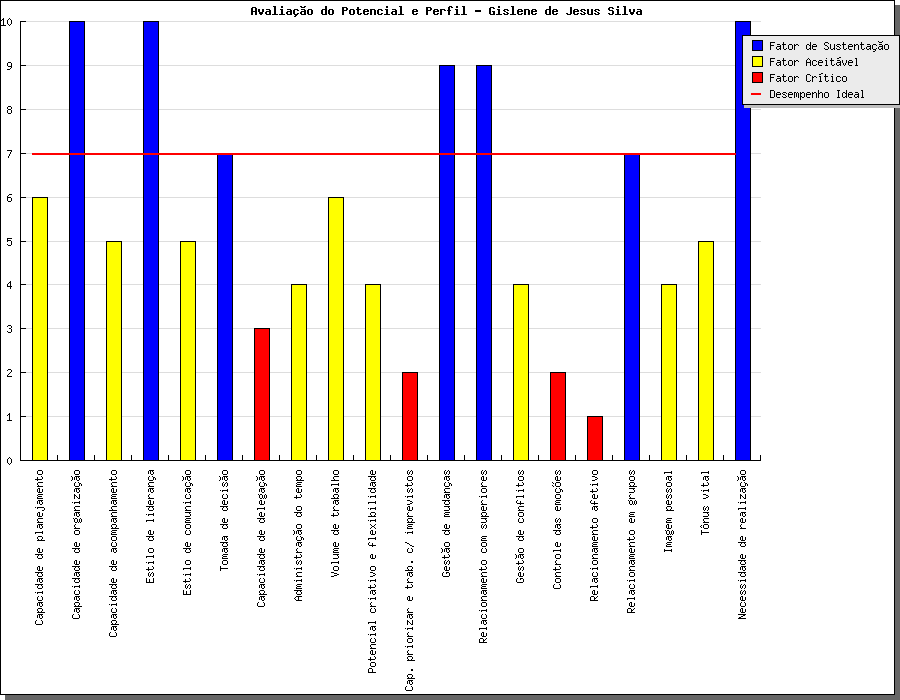 Avaliação do Potencial e Perfil - Gislene de Jesus Silva
Fator de Sustentação
Fator Aceitável
Fator Crítico
Desempenho Ideal
10
9
8
7
6
5
4
3
2
1
0
Capacidade de planejamento
Capacidade de organização
Capacidade de acompanhamento
Estilo de liderança
Estilo de comunicação
Tomada de decisão
Capacidade de delegação
Administração do tempo
Volume de trabalho
Potencial criativo e flexibilidade
Cap. priorizar e trab. c/ imprevistos
Gestão de mudanças
Relacionamento com superiores
Gestão de conflitos
Controle das emoções
Relacionamento afetivo
Relacionamento em grupos
Imagem pessoal
Tônus vital
Necessidade de realização